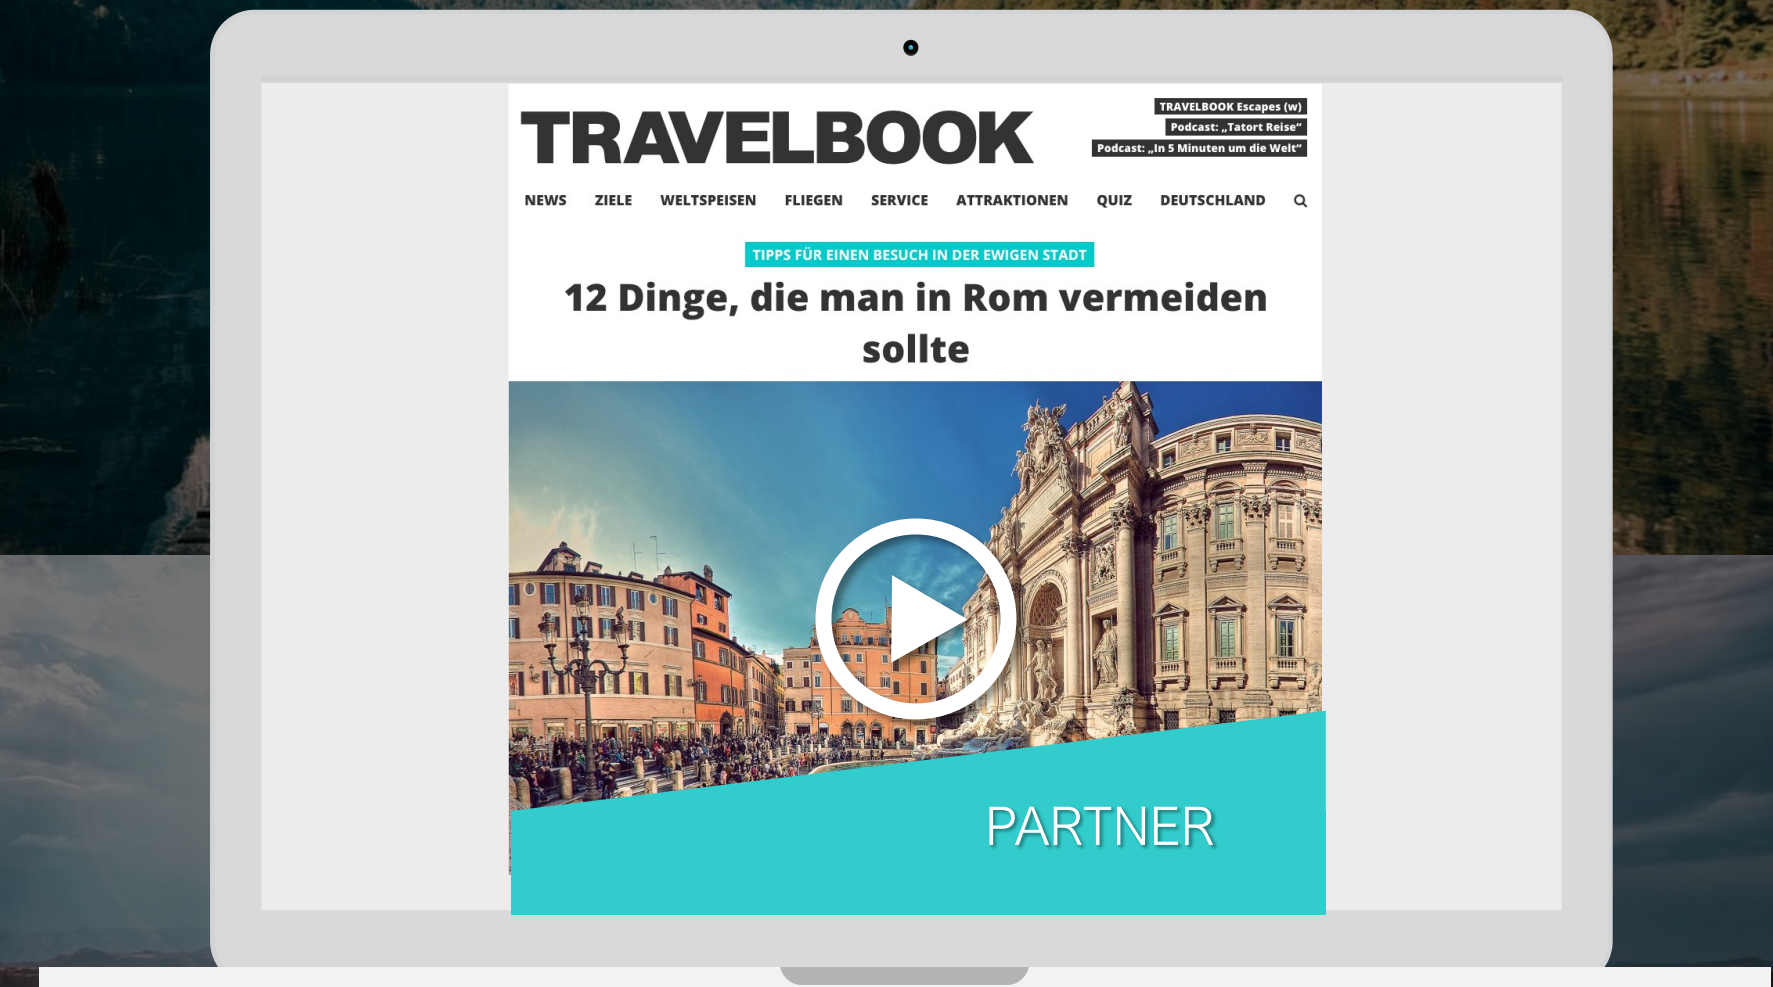 TRAVELBOOK
TRAVELBOOK Escapes (w)
Podcast: „Tatort Reise“
Podcast: „In 5 Minuten um die Welt“
NEWS ZIELE WELTSPEISEN FLIEGEN SERVICE ATTRAKTIONEN QUIZ DEUTSCHLAND
TIPPS FÜR EINEN BESUCH IN DER EWIGEN STADT
12 Dinge, die man in Rom vermeiden
sollte
PARTNER